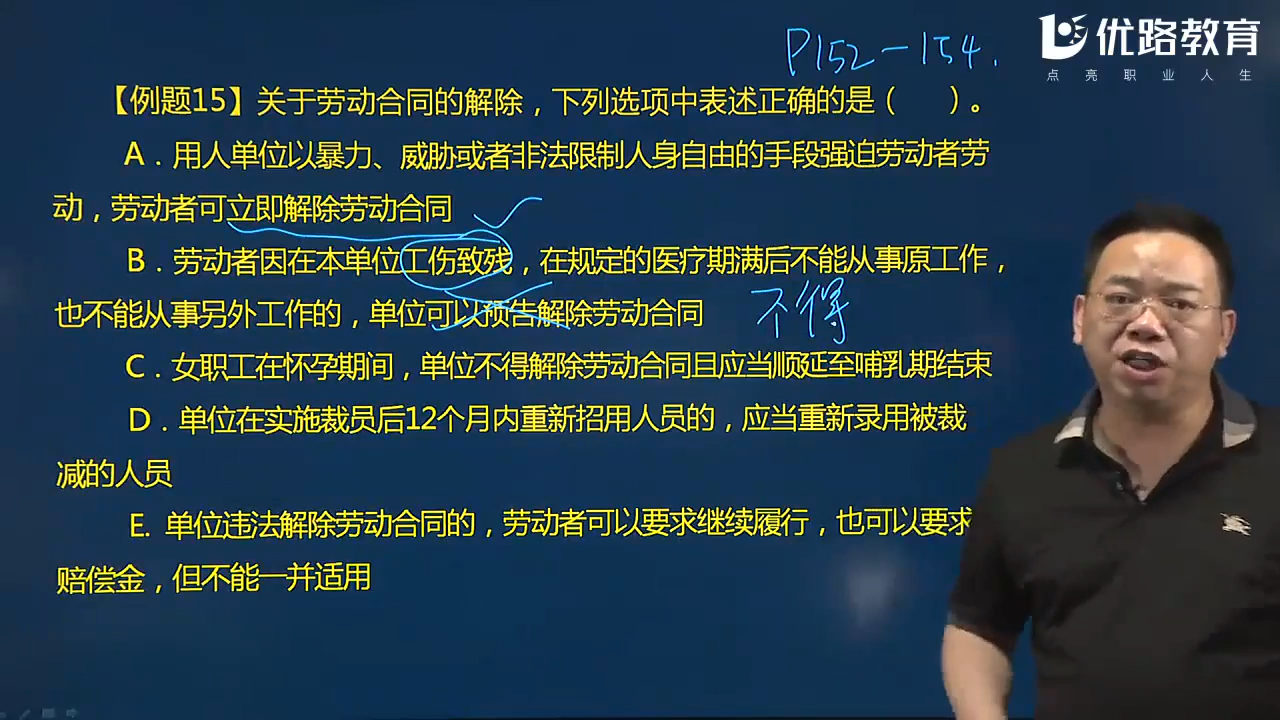 P152-154.
优路教育
点亮职业人生
【例题15】关于劳动合同的解除，下列选项中表述正确的是（　　）。
A．用人单位以暴力、威胁或者非法限制人身自由的手段强迫劳动者劳
动，劳动者可立即解除劳动合同
B．劳动者因在本单位工伤致残，在规定的医疗期满后不能从事原工作，
也不能从事另外工作的，单位可以预告解除劳动合同 不得
C．女职工在怀孕期间，单位不得解除劳动合同且应当顺延至哺乳期结束
D．单位在实施裁员后12个月内重新招用人员的，应当重新录用被裁
减的人员
E. 单位违法解除劳动合同的，劳动者可以要求继续履行，也可以要求
赔偿金，但不能一并适用